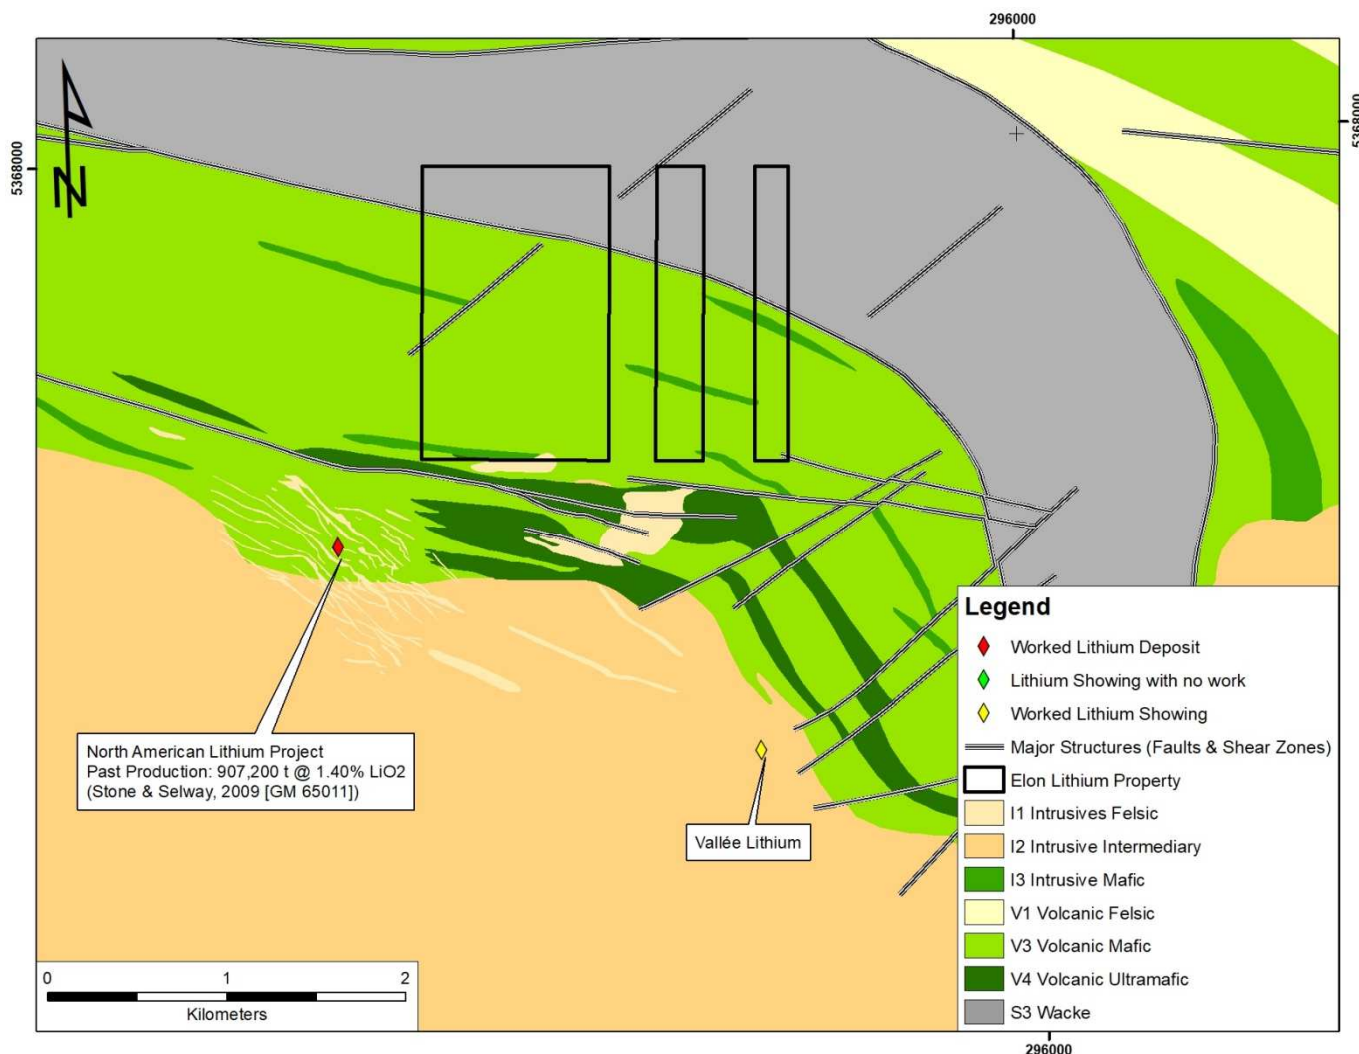 296000
5368000
5368000
N
North American Lithium Project
Past Production: 907,200 t @ 1.40% LiO2
(Stone & Selway, 2009 [GM 65011])
Vallée Lithium
Legend
Worked Lithium Deposit
Lithium Showing with no work
Worked Lithium Showing
Major Structures (Faults & Shear Zones)
Elon Lithium Property
I1 Intrusives Felsic
I2 Intrusive Intermediary
I3 Intrusive Mafic
V1 Volcanic Felsic
V3 Volcanic Mafic
V4 Volcanic Ultramafic
S3 Wacke
0 1 2
Kilometers
296000